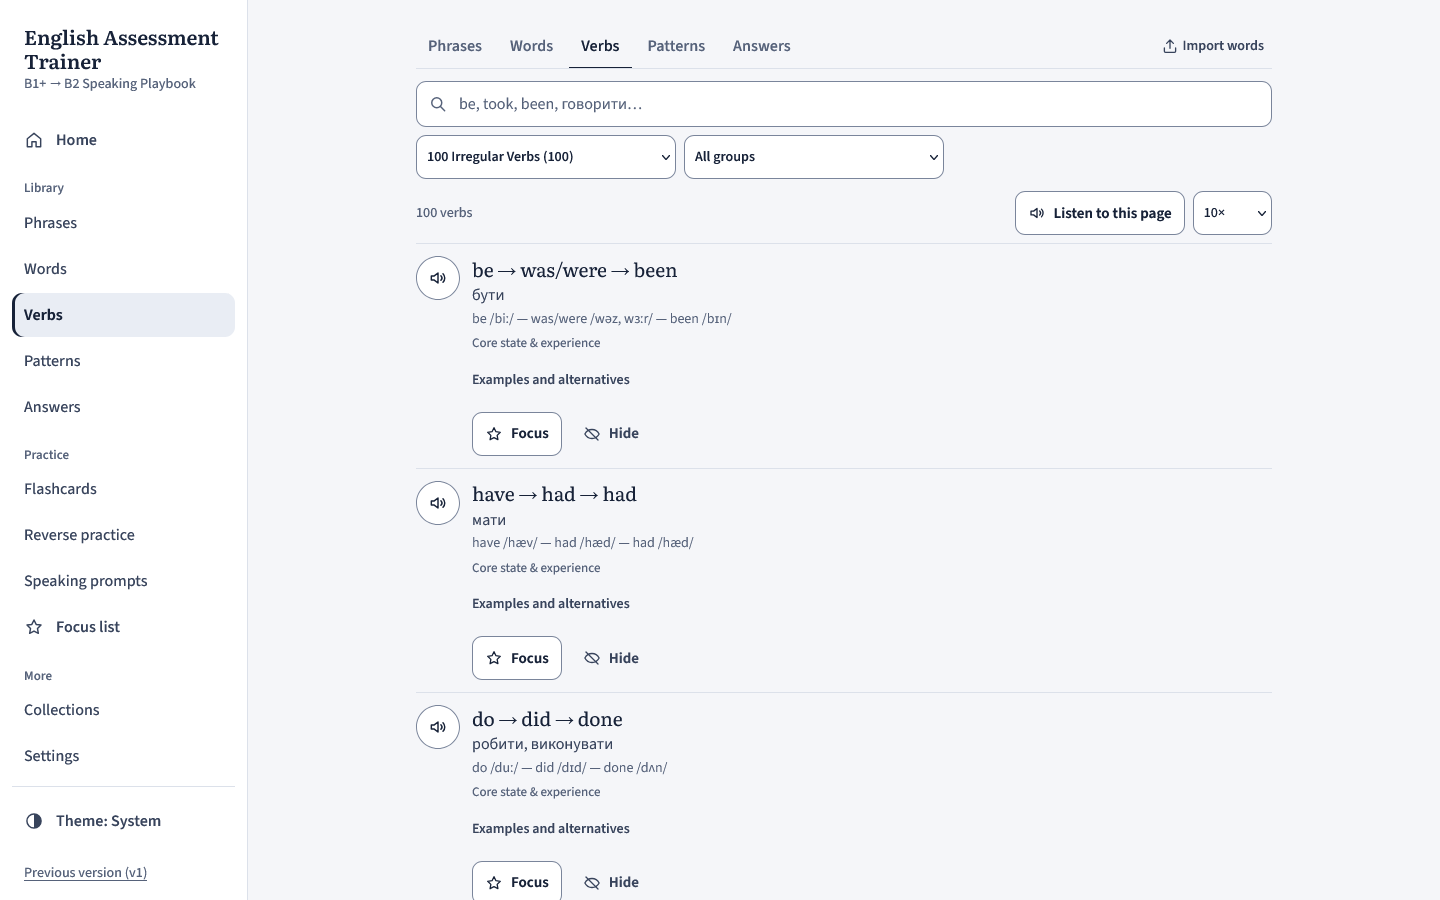 English Assessment
Trainer
B1+ → B2 Speaking Playbook
Home
Library
Phrases
Words
Verbs
Patterns
Answers
Practice
Flashcards
Reverse practice
Speaking prompts
Focus list
More
Collections
Settings
Theme: System
Previous version (v1)
Phrases Words Verbs Patterns Answers Import words
be, took, been, говорити…
100 Irregular Verbs (100) All groups
100 verbs Listen to this page 10×
be → was/were → been
бути
be /biː/ — was/were /wəz, wɜːr/ — been /bɪn/
Core state & experience
Examples and alternatives
Focus Hide
have → had → had
мати
have /hæv/ — had /hæd/ — had /hæd/
Core state & experience
Examples and alternatives
Focus Hide
do → did → done
робити, виконувати
do /duː/ — did /dɪd/ — done /dʌn/
Core state & experience
Examples and alternatives
Focus Hide